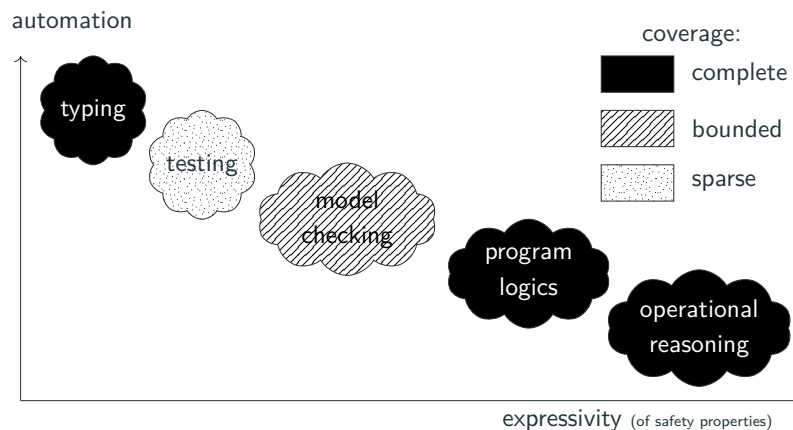 automation
coverage:
complete
bounded
sparse
typing
testing
model
checking
program
logics
operational
reasoning
expressivity (of safety properties)